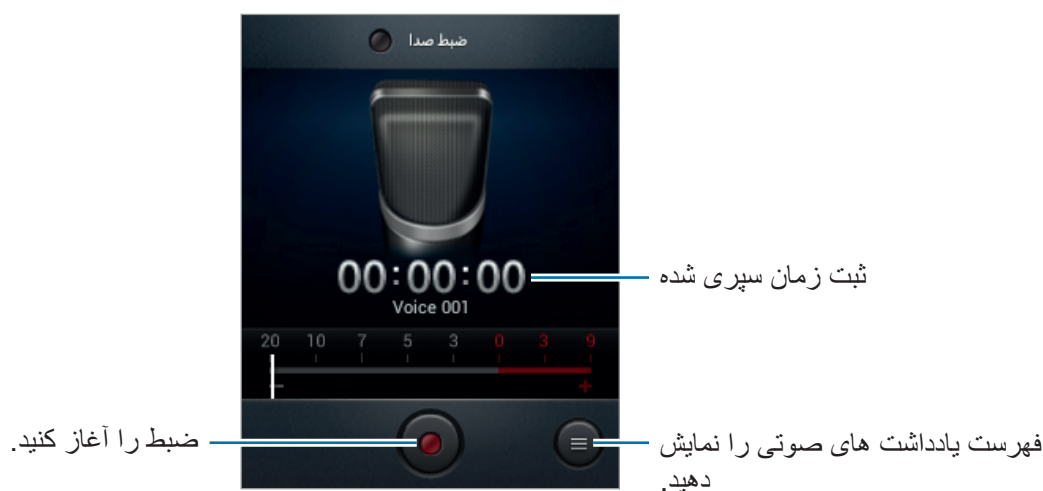 ضبط صدا
00:00:00
ثبت زمان سپری شده
Voice 001
20 10 7 5 3 0 3 9
- +
ضبط را آغاز کنید.
فهرست یادداشت های صوتی را نمایش
دهید.